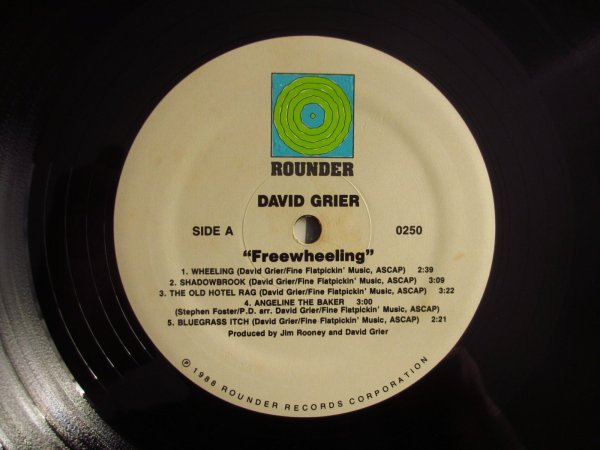 ROUNDER
DAVID GRIER
SIDE A 0250
"Freewheeling"
1. WHEELING (David Grier/Fine Flatpickin' Music, ASCAP) 2:39
2. SHADOWBROOK (David Grier/Fine Flatpickin' Music, ASCAP) 3:09
3. THE OLD HOTEL RAG (David Grier/Fine Flatpickin' Music, ASCAP) 3:22
4. ANGELINE THE BAKER 3:00
(Stephen Foster/P.D. arr. David Grier/Fine Flatpickin' Music, ASCAP)
5. BLUEGRASS ITCH (David Grier/Fine Flatpickin' Music, ASCAP) 2:21
Produced by Jim Rooney and David Grier
℗ 1988 ROUNDER RECORDS CORPORATION